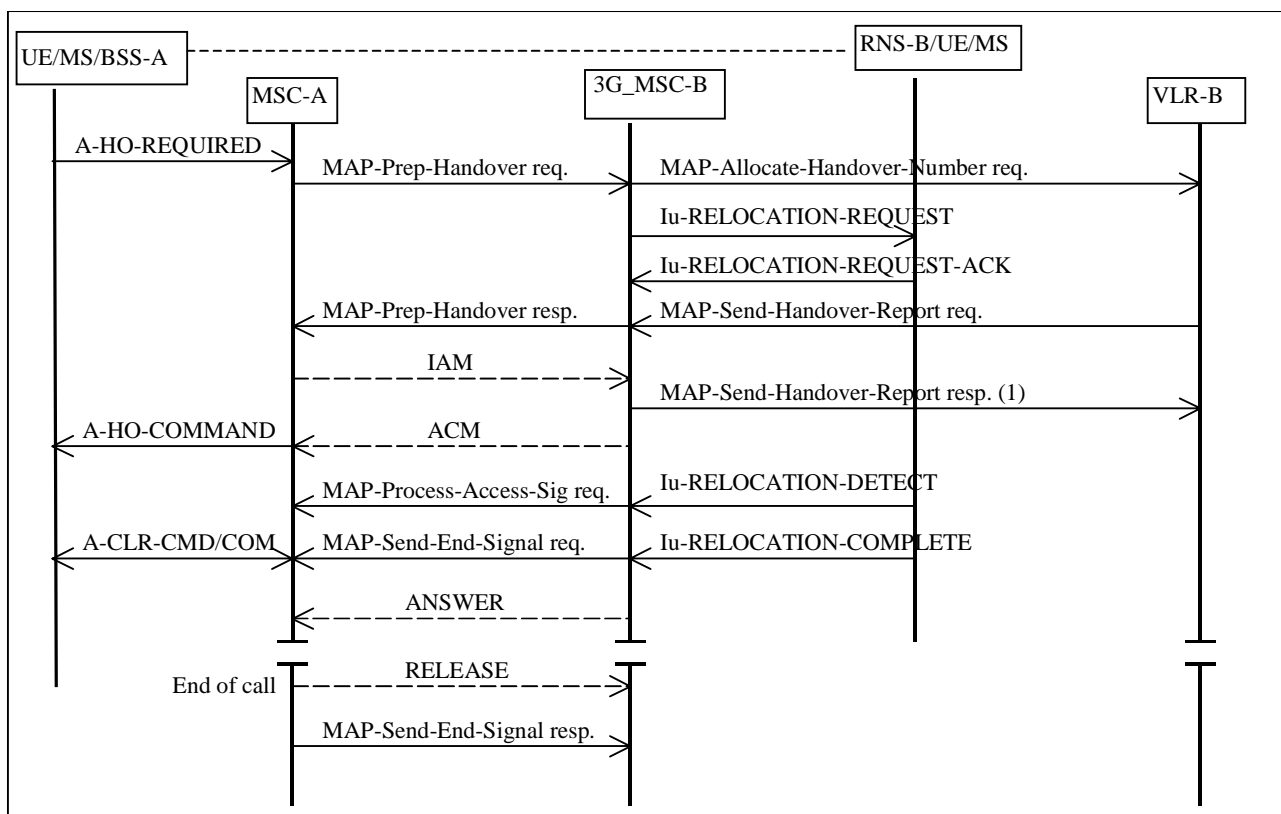 UE/MS/BSS-A
RNS-B/UE/MS
MSC-A
3G_MSC-B
VLR-B
A-HO-REQUIRED
MAP-Prep-Handover req.
MAP-Allocate-Handover-Number req.
Iu-RELOCATION-REQUEST
Iu-RELOCATION-REQUEST-ACK
MAP-Prep-Handover resp.
MAP-Send-Handover-Report req.
IAM
MAP-Send-Handover-Report resp. (1)
A-HO-COMMAND
ACM
Iu-RELOCATION-DETECT
MAP-Process-Access-Sig req.
A-CLR-CMD/COM
MAP-Send-End-Signal req.
Iu-RELOCATION-COMPLETE
ANSWER
End of call
RELEASE
MAP-Send-End-Signal resp.